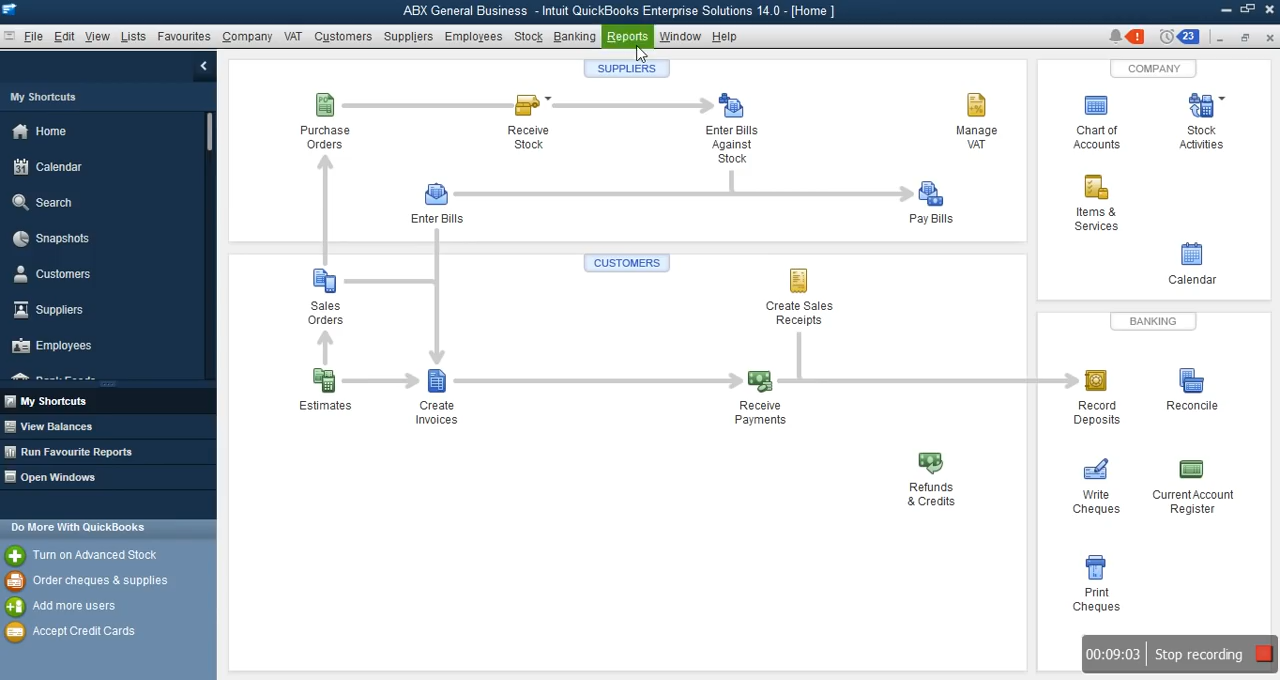 ABX General Business - Intuit QuickBooks Enterprise Solutions 14.0 - [Home ]
File Edit View Lists Favourites Company VAT Customers Suppliers Employees Stock Banking Reports Window Help
! 23
My Shortcuts
Home
Calendar
Search
Snapshots
Customers
Suppliers
Employees
Bank Feeds
My Shortcuts
View Balances
Run Favourite Reports
Open Windows
Do More With QuickBooks
Turn on Advanced Stock
Order cheques & supplies
Add more users
Accept Credit Cards
SUPPLIERS
Purchase
Orders
Receive
Stock
Enter Bills
Against
Stock
Manage
VAT
Enter Bills
Pay Bills
CUSTOMERS
Sales
Orders
Create Sales
Receipts
Estimates
Create
Invoices
Receive
Payments
Refunds
& Credits
COMPANY
Chart of
Accounts
Stock
Activities
Items &
Services
Calendar
BANKING
Record
Deposits
Reconcile
Write
Cheques
Current Account
Register
Print
Cheques
00:09:03 Stop recording